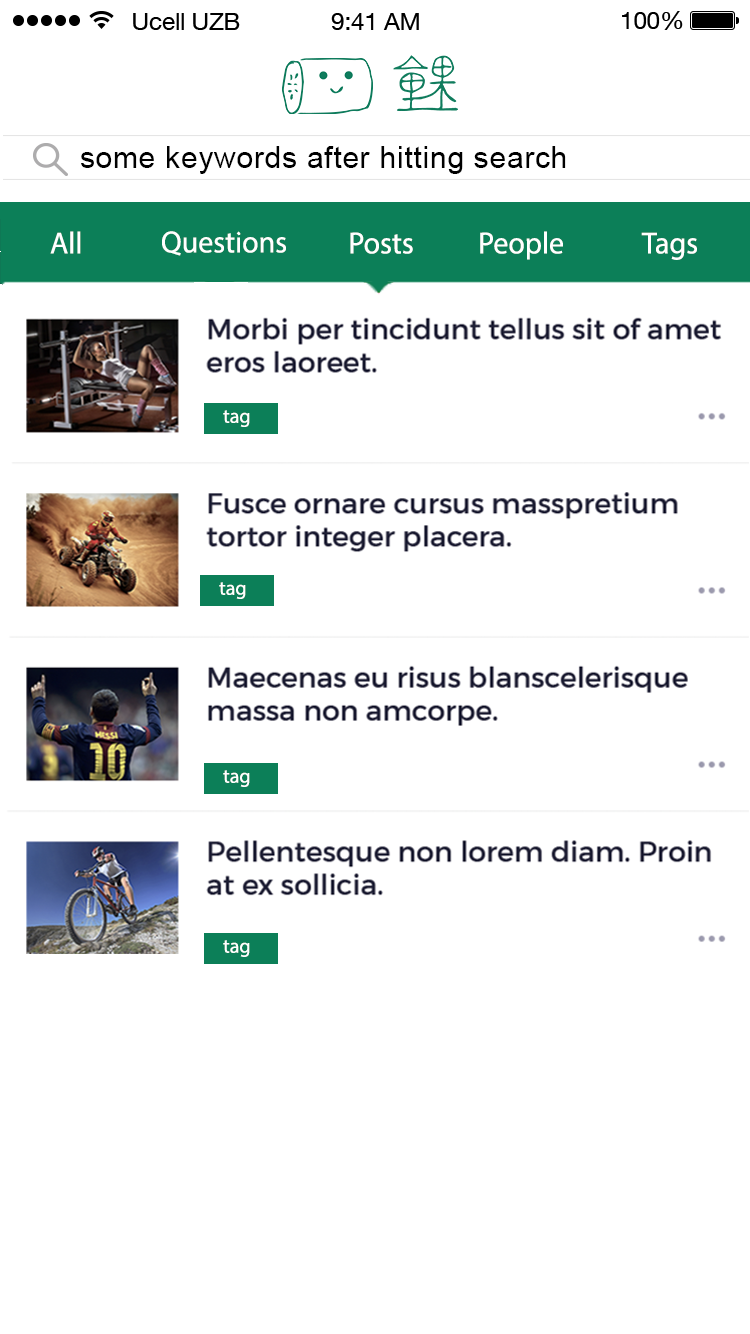 Ucell UZB 9:41 AM 100%
some keywords after hitting search
All Questions Posts People Tags
Morbi per tincidunt tellus sit of amet
eros laoreet.
tag
Fusce ornare cursus masspretium
tortor integer placera.
tag
MESSI
10
Maecenas eu risus blanscelerisque
massa non amcorpe.
tag
Pellentesque non lorem diam. Proin
at ex sollicia.
tag